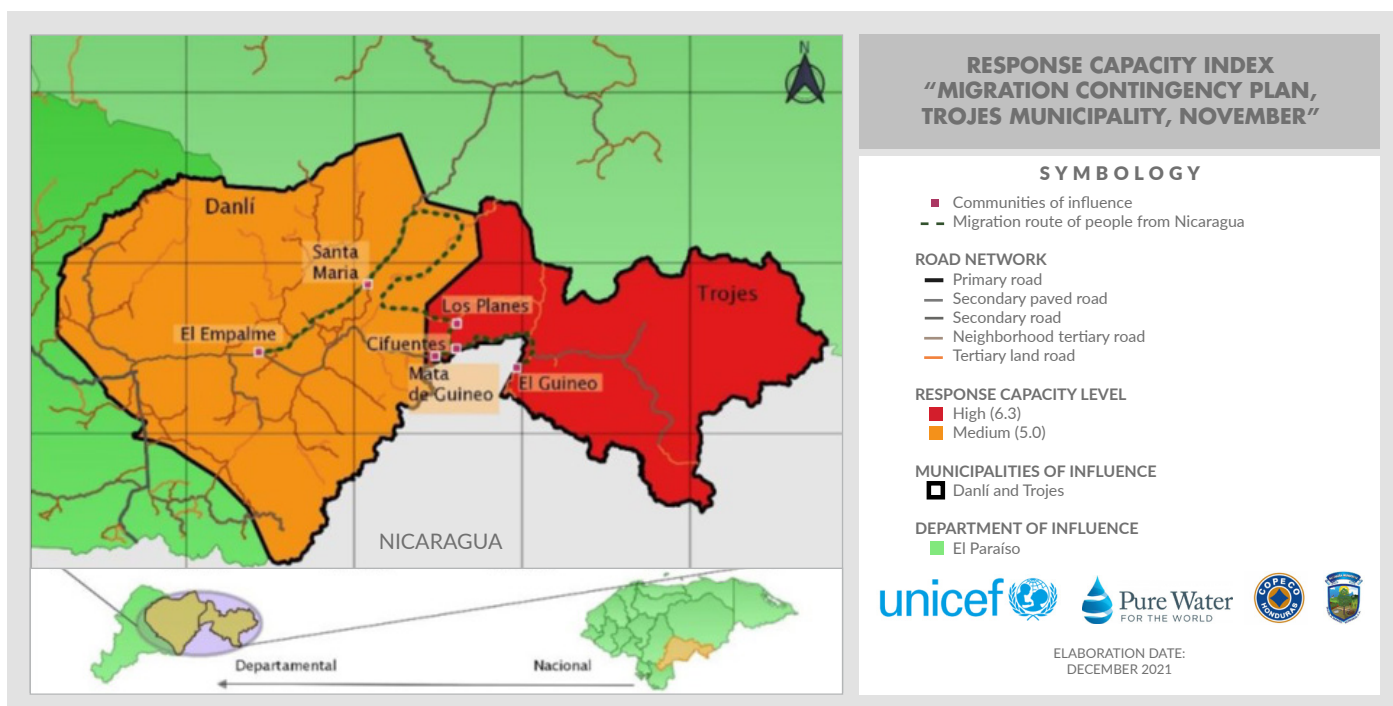 N
Danlí
Santa
Maria
Trojes
Los Planes
El Empalme
Cifuentes
Mata
de Guineo
El Guineo
NICARAGUA
Departamental
Nacional
RESPONSE CAPACITY INDEX
“MIGRATION CONTINGENCY PLAN,
TROJES MUNICIPALITY, NOVEMBER”
SYMBOLOGY
Communities of influence
Migration route of people from Nicaragua
ROAD NETWORK
Primary road
Secondary paved road
Secondary road
Neighborhood tertiary road
Tertiary land road
RESPONSE CAPACITY LEVEL
High (6.3)
Medium (5.0)
MUNICIPALITIES OF INFLUENCE
Danlí and Trojes
DEPARTMENT OF INFLUENCE
El Paraíso
unicef
Pure Water
FOR THE WORLD
COPECO
HONDURAS
ELABORATION DATE:
DECEMBER 2021